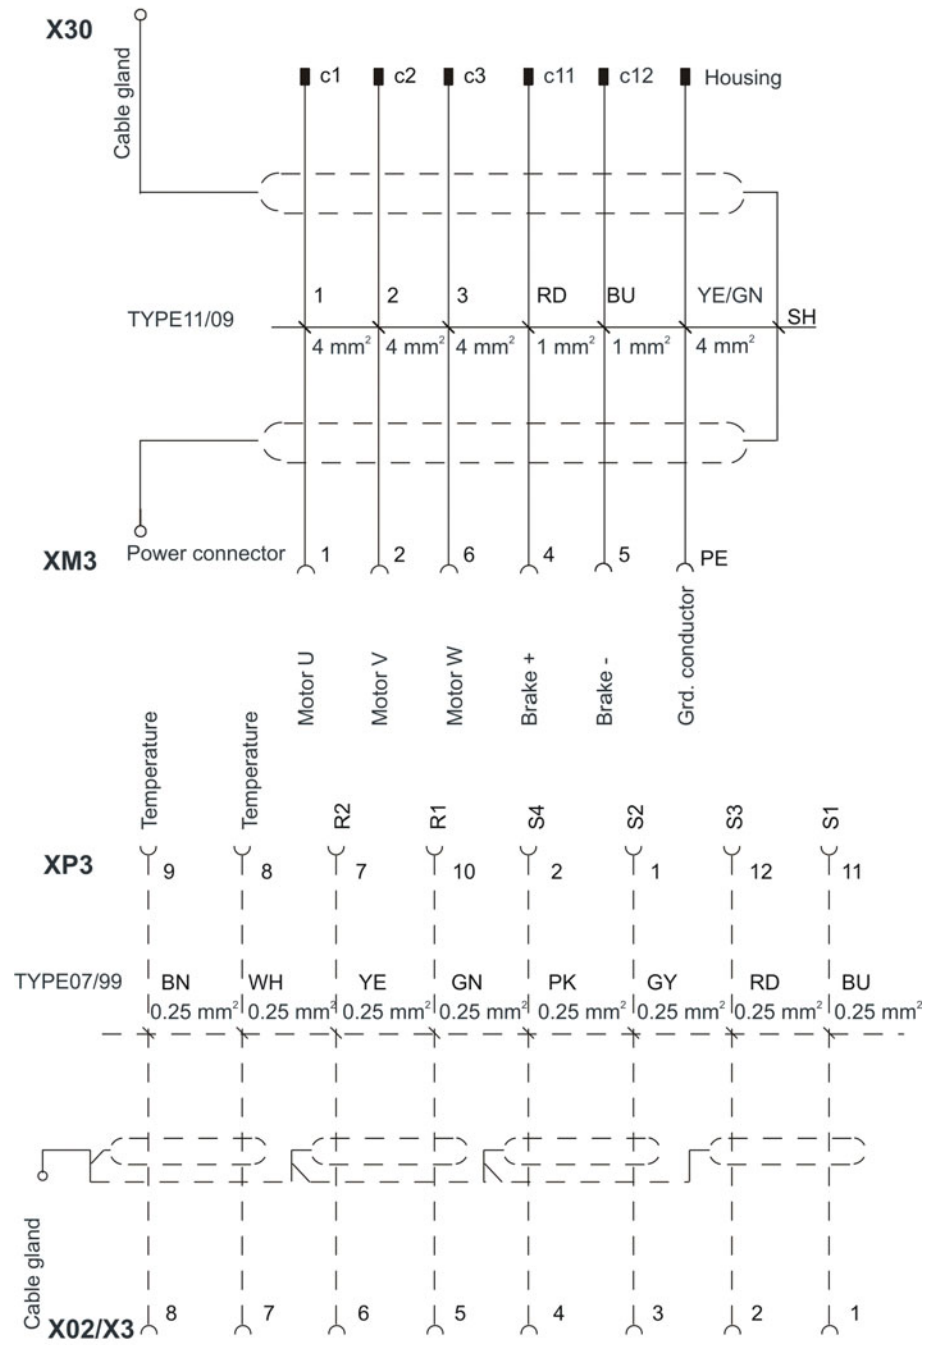 X30
Cable gland
c1 c2 c3 c11 c12 Housing
1 2 3 RD BU YE/GN
TYPE11/09 SH
4 mm² 4 mm² 4 mm² 1 mm² 1 mm² 4 mm²
XM3 Power connector 1 2 6 4 5 PE
Motor U
Motor V
Motor W
Brake +
Brake -
Grd. conductor
Temperature
Temperature
R2
R1
S4
S2
S3
S1
XP3 9 8 7 10 2 1 12 11
TYPE07/99 BN WH YE GN PK GY RD BU
0.25 mm² 0.25 mm² 0.25 mm² 0.25 mm² 0.25 mm² 0.25 mm² 0.25 mm² 0.25 mm²
Cable gland
X02/X3 8 7 6 5 4 3 2 1